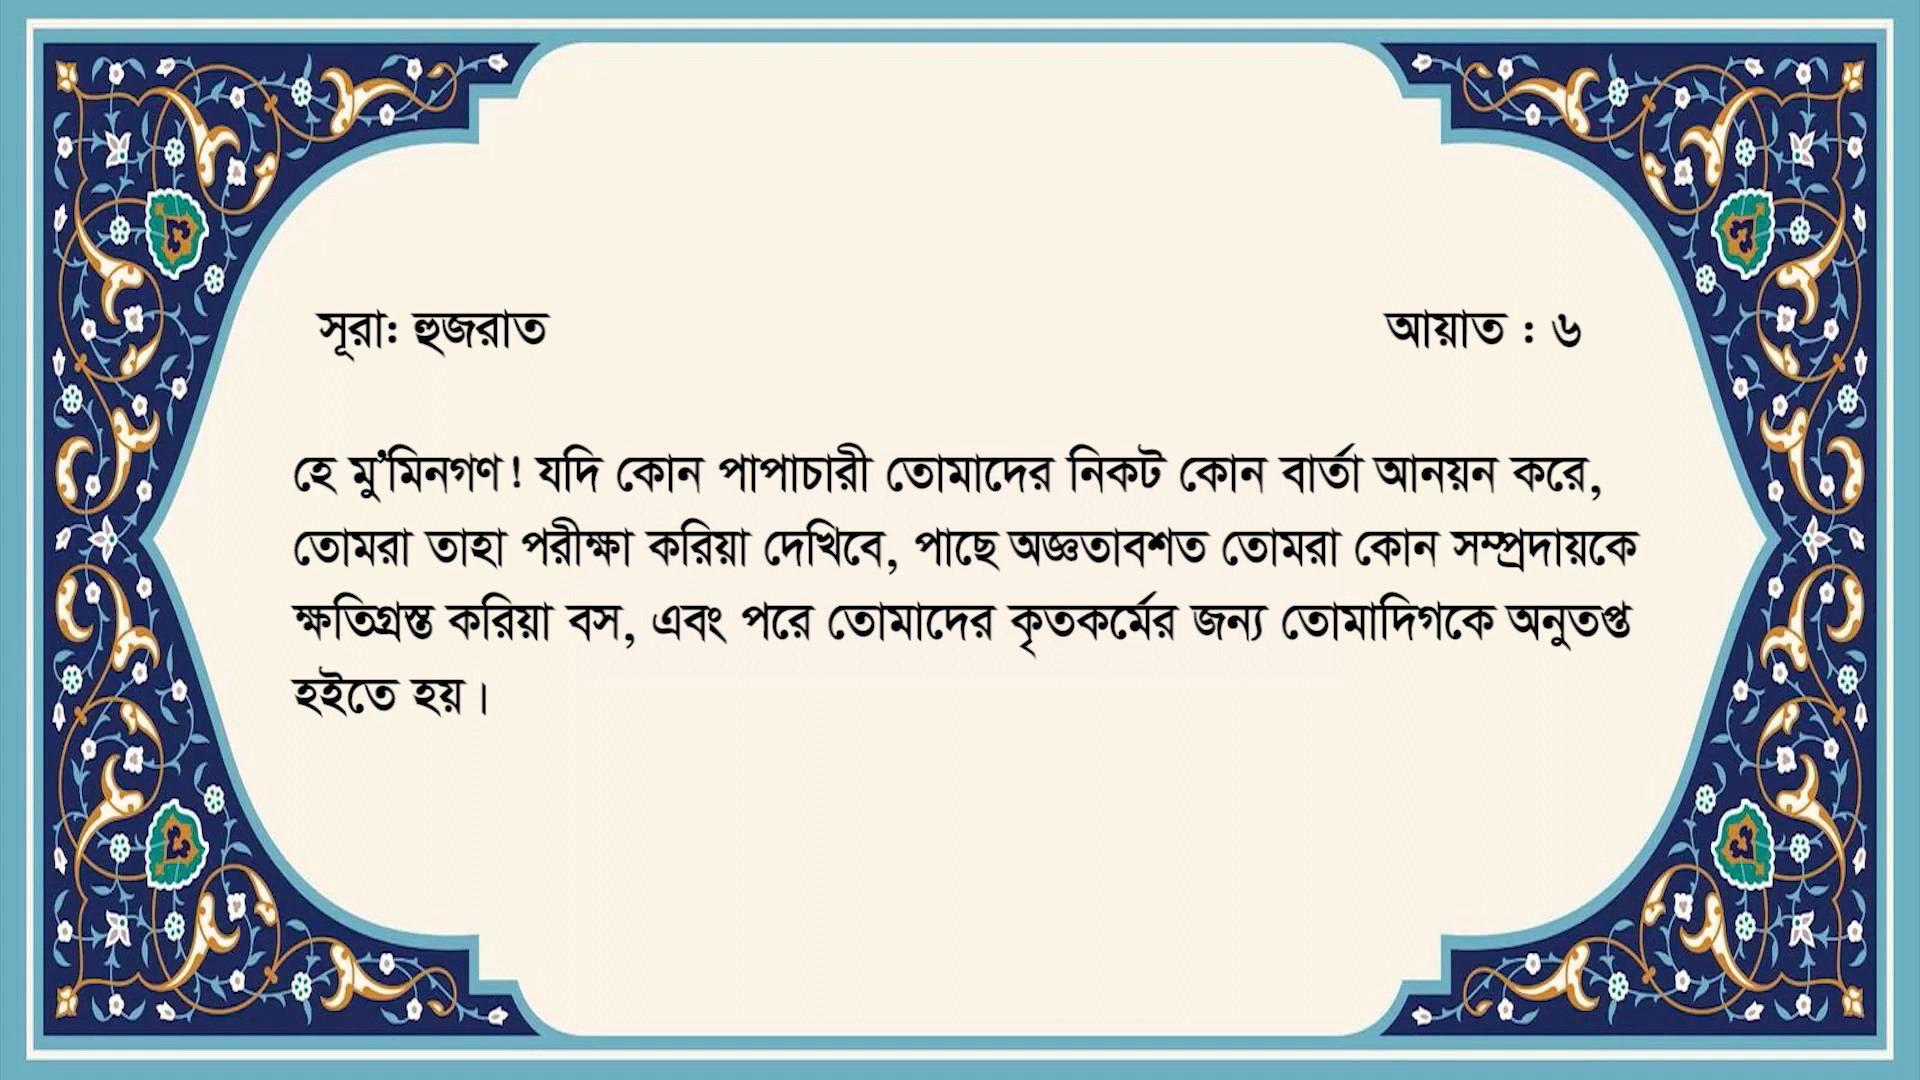 সূরা: হুজরাত
আয়াত : ৬
হে মু’মিনগণ! যদি কোন পাপাচারী তোমাদের নিকট কোন বার্তা আনয়ন করে,
তোমরা তাহা পরীক্ষা করিয়া দেখিবে, পাছে অজ্ঞতাবশত তোমরা কোন সম্প্রদায়কে
ক্ষতিগ্রস্ত করিয়া বস, এবং পরে তোমাদের কৃতকর্মের জন্য তোমাদিগকে অনুতপ্ত
হইতে হয়।